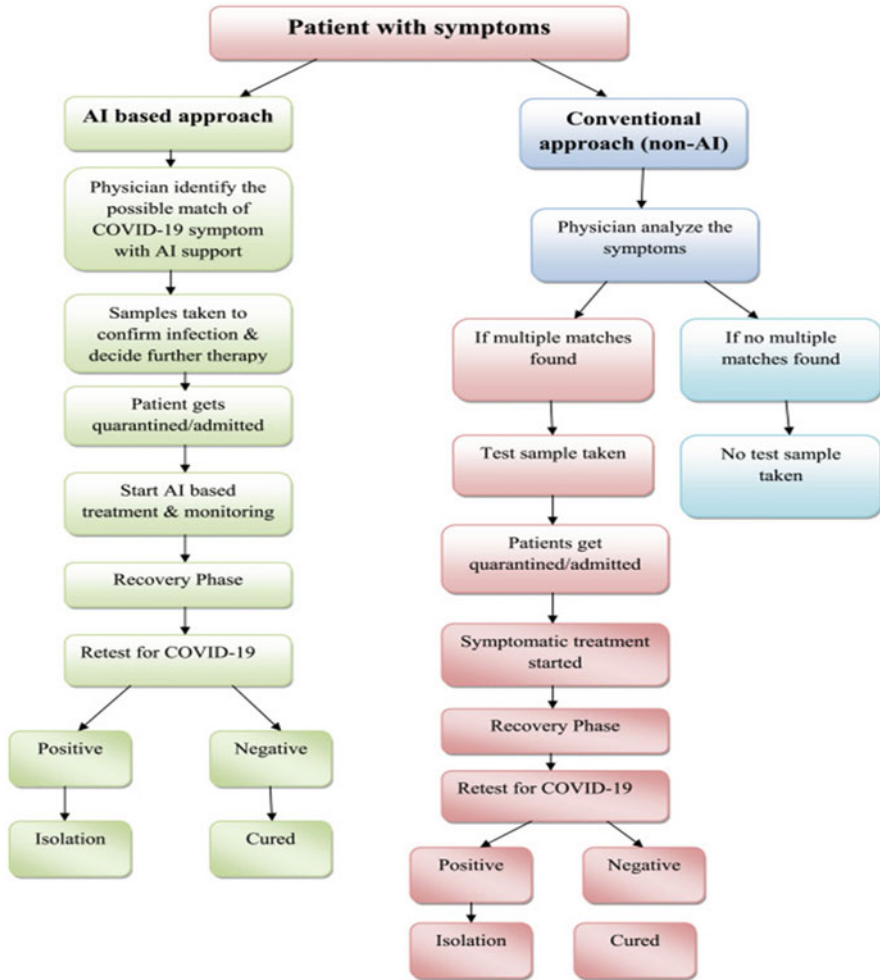 Patient with symptoms
AI based approach
Physician identify the
possible match of
COVID-19 symptom
with AI support
Samples taken to
confirm infection &
decide further therapy
Patient gets
quarantined/admitted
Start AI based
treatment & monitoring
Recovery Phase
Retest for COVID-19
Positive
Negative
Isolation
Cured
Conventional
approach (non-AI)
Physician analyze the
symptoms
If multiple matches
found
If no multiple
matches found
Test sample taken
No test sample
taken
Patients get
quarantined/admitted
Symptomatic treatment
started
Recovery Phase
Retest for COVID-19
Positive
Negative
Isolation
Cured